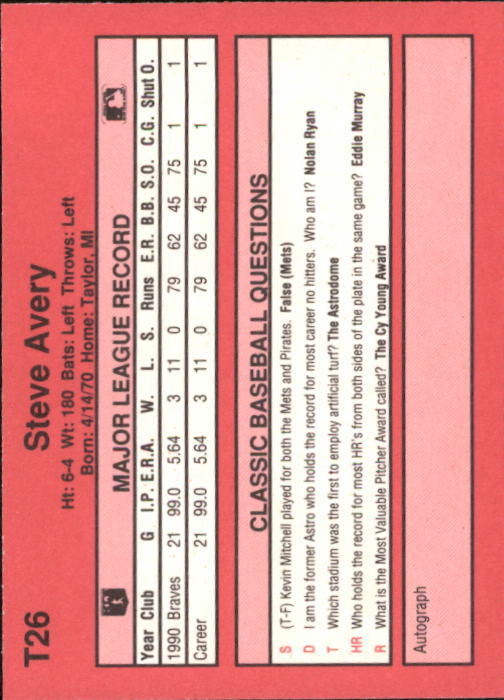 T26
Steve Avery
Ht: 6-4 Wt: 180 Bats: Left Throws: Left
Born: 4/14/70 Home: Taylor, MI
MAJOR LEAGUE RECORD
Year Club G I.P. E.R.A. W. L. S. Runs E.R. B.B. S.O. C.G. Shut O.
1990 Braves 21 99.0 5.64 3 11 0 79 62 45 75 1 1
Career 21 99.0 5.64 3 11 0 79 62 45 75 1 1
CLASSIC BASEBALL QUESTIONS
S (T-F) Kevin Mitchell played for both the Mets and Pirates. False (Mets)
D I am the former Astro who holds the record for most career no hitters. Who am I? Nolan Ryan
T Which stadium was the first to employ artificial turf? The Astrodome
HR Who holds the record for most HR's from both sides of the plate in the same game? Eddie Murray
R What is the Most Valuable Pitcher Award called? The Cy Young Award
Autograph